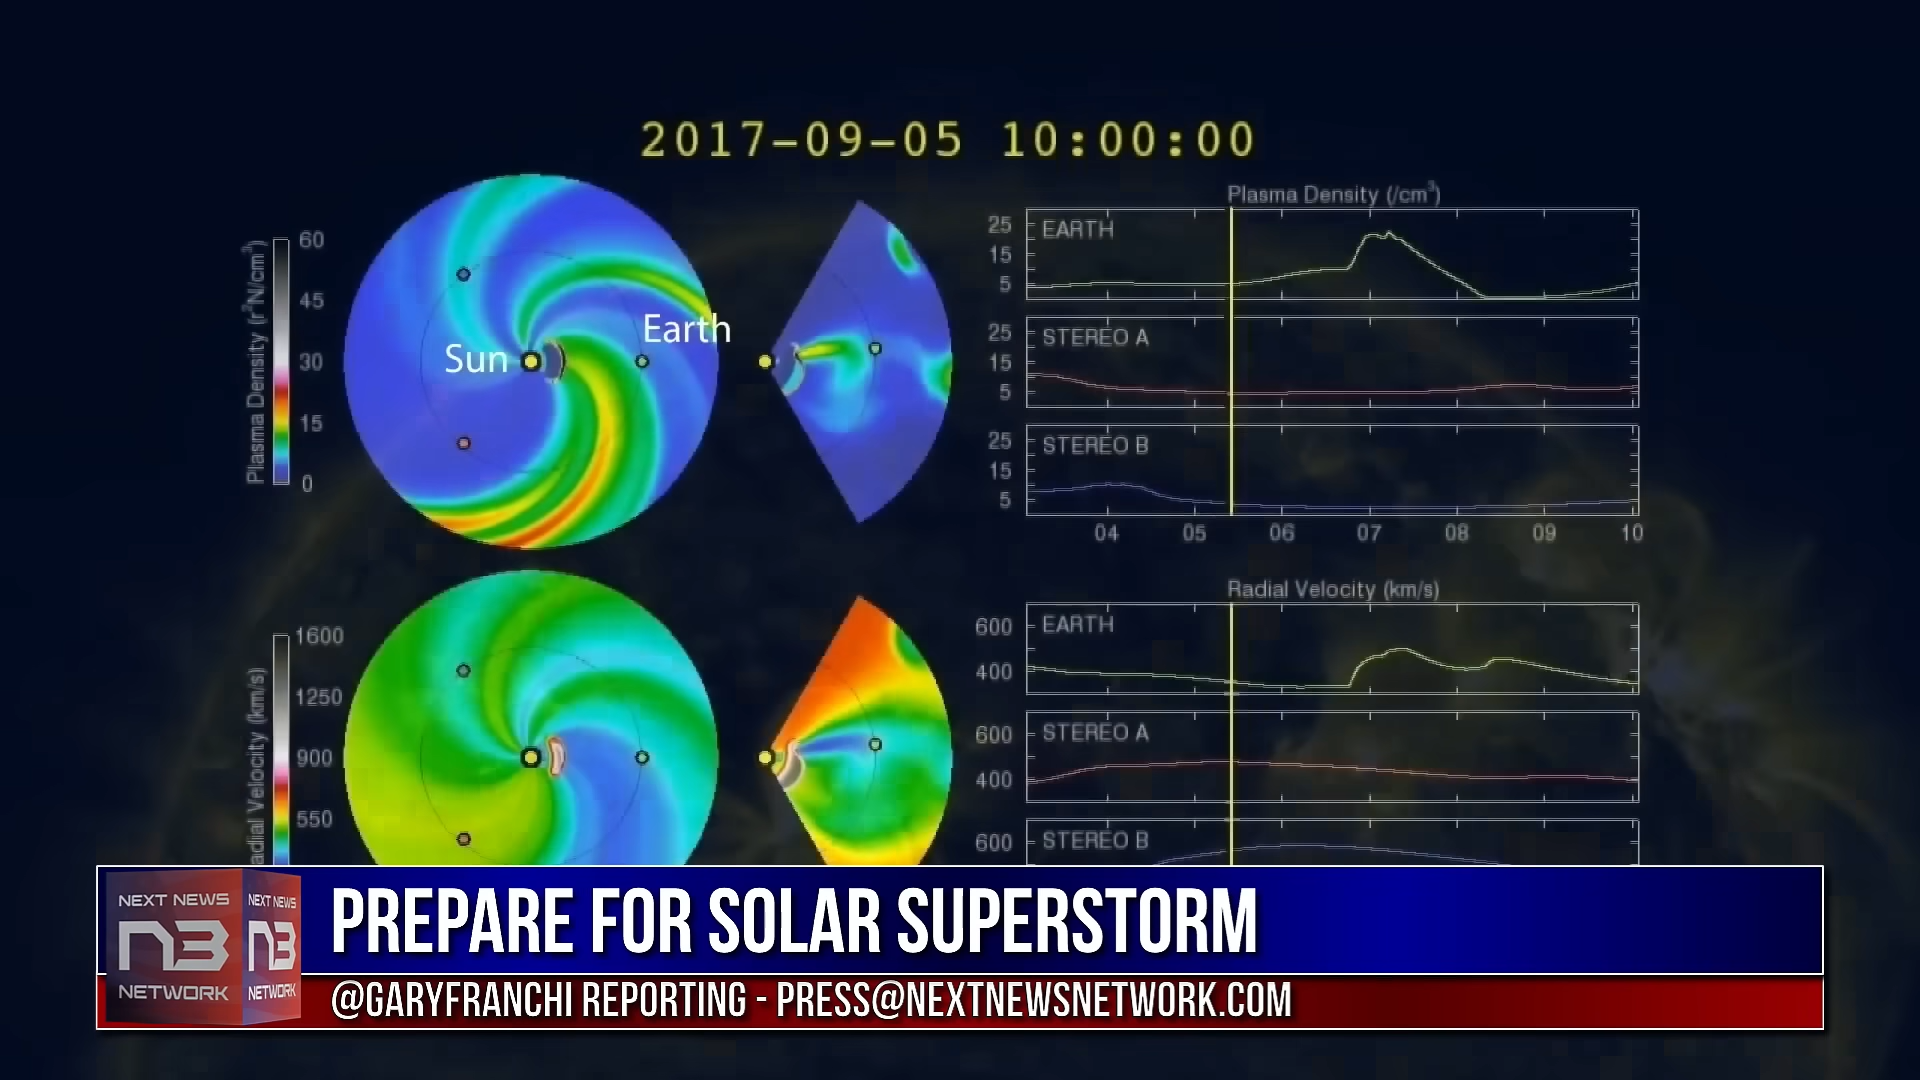 2017-09-05 10:00:00
Plasma Density (r²N/cm³)
60
45
30
15
0
Sun
Earth
Plasma Density (/cm³)
25
15
5
EARTH
25
15
5
STEREO A
25
15
5
STEREO B
04 05 06 07 08 09 10
adial Velocity (km/s)
1600
1250
900
550
Radial Velocity (km/s)
600
400
EARTH
600
400
STEREO A
600
STEREO B
NEXT NEWS
N3
NETWORK
NEXT NEWS
N3
NETWORK
PREPARE FOR SOLAR SUPERSTORM
@GARYFRANCHI REPORTING - PRESS@NEXTNEWSNETWORK.COM